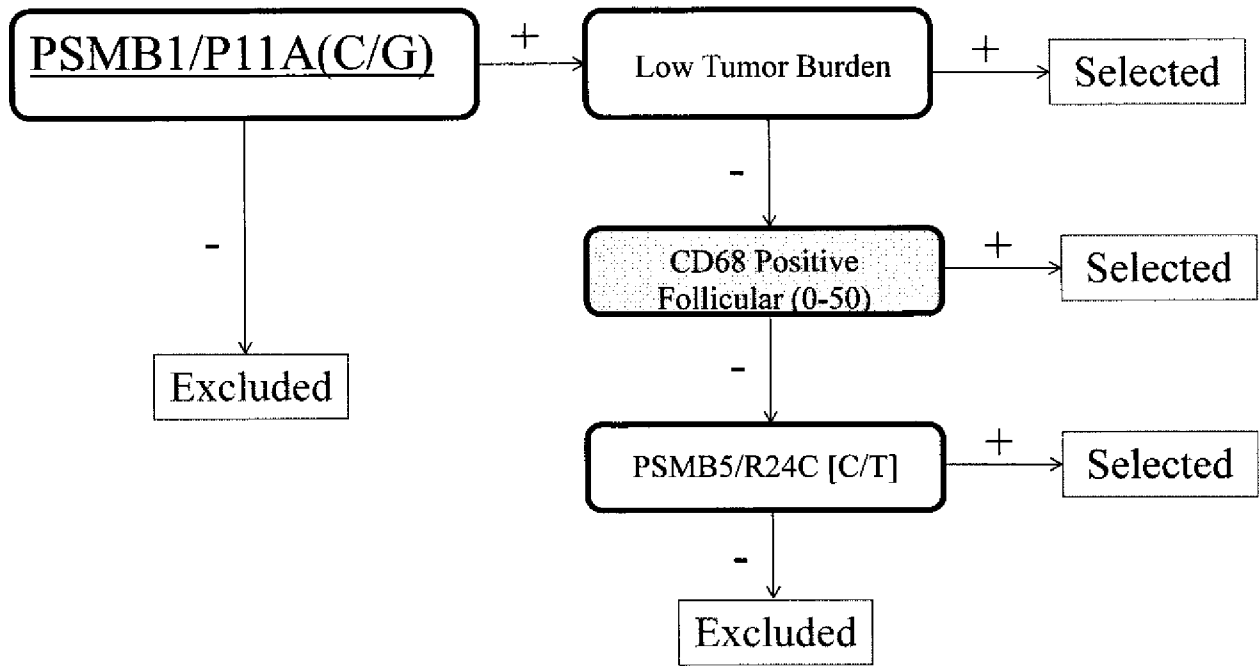 PSMB1/P11A(C/G)
+
Low Tumor Burden
+
Selected
-
-
CD68 Positive
Follicular (0-50)
+
Selected
Excluded
-
PSMB5/R24C [C/T]
+
Selected
-
Excluded